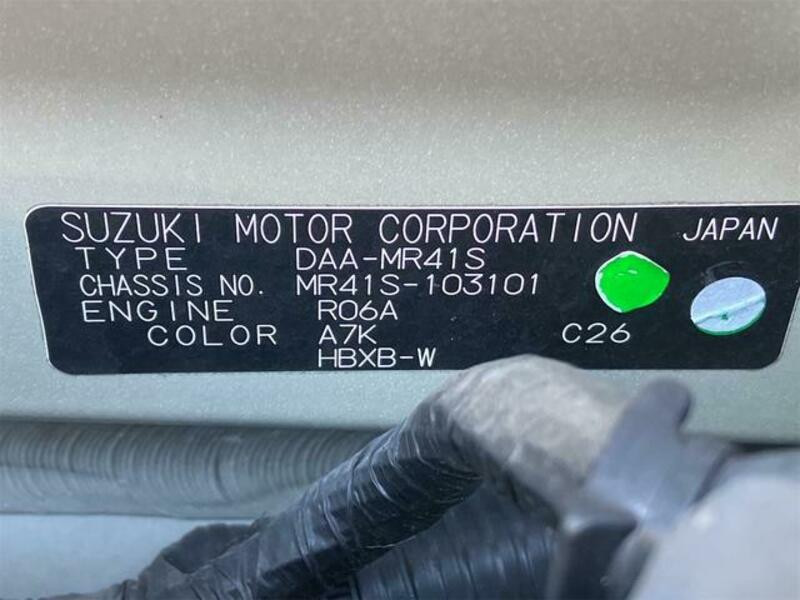 SUZUKI MOTOR CORPORATION JAPAN
TYPE DAA-MR41S
CHASSIS NO. MR41S-103101
ENGINE R06A
COLOR A7K C26
HBXB-W